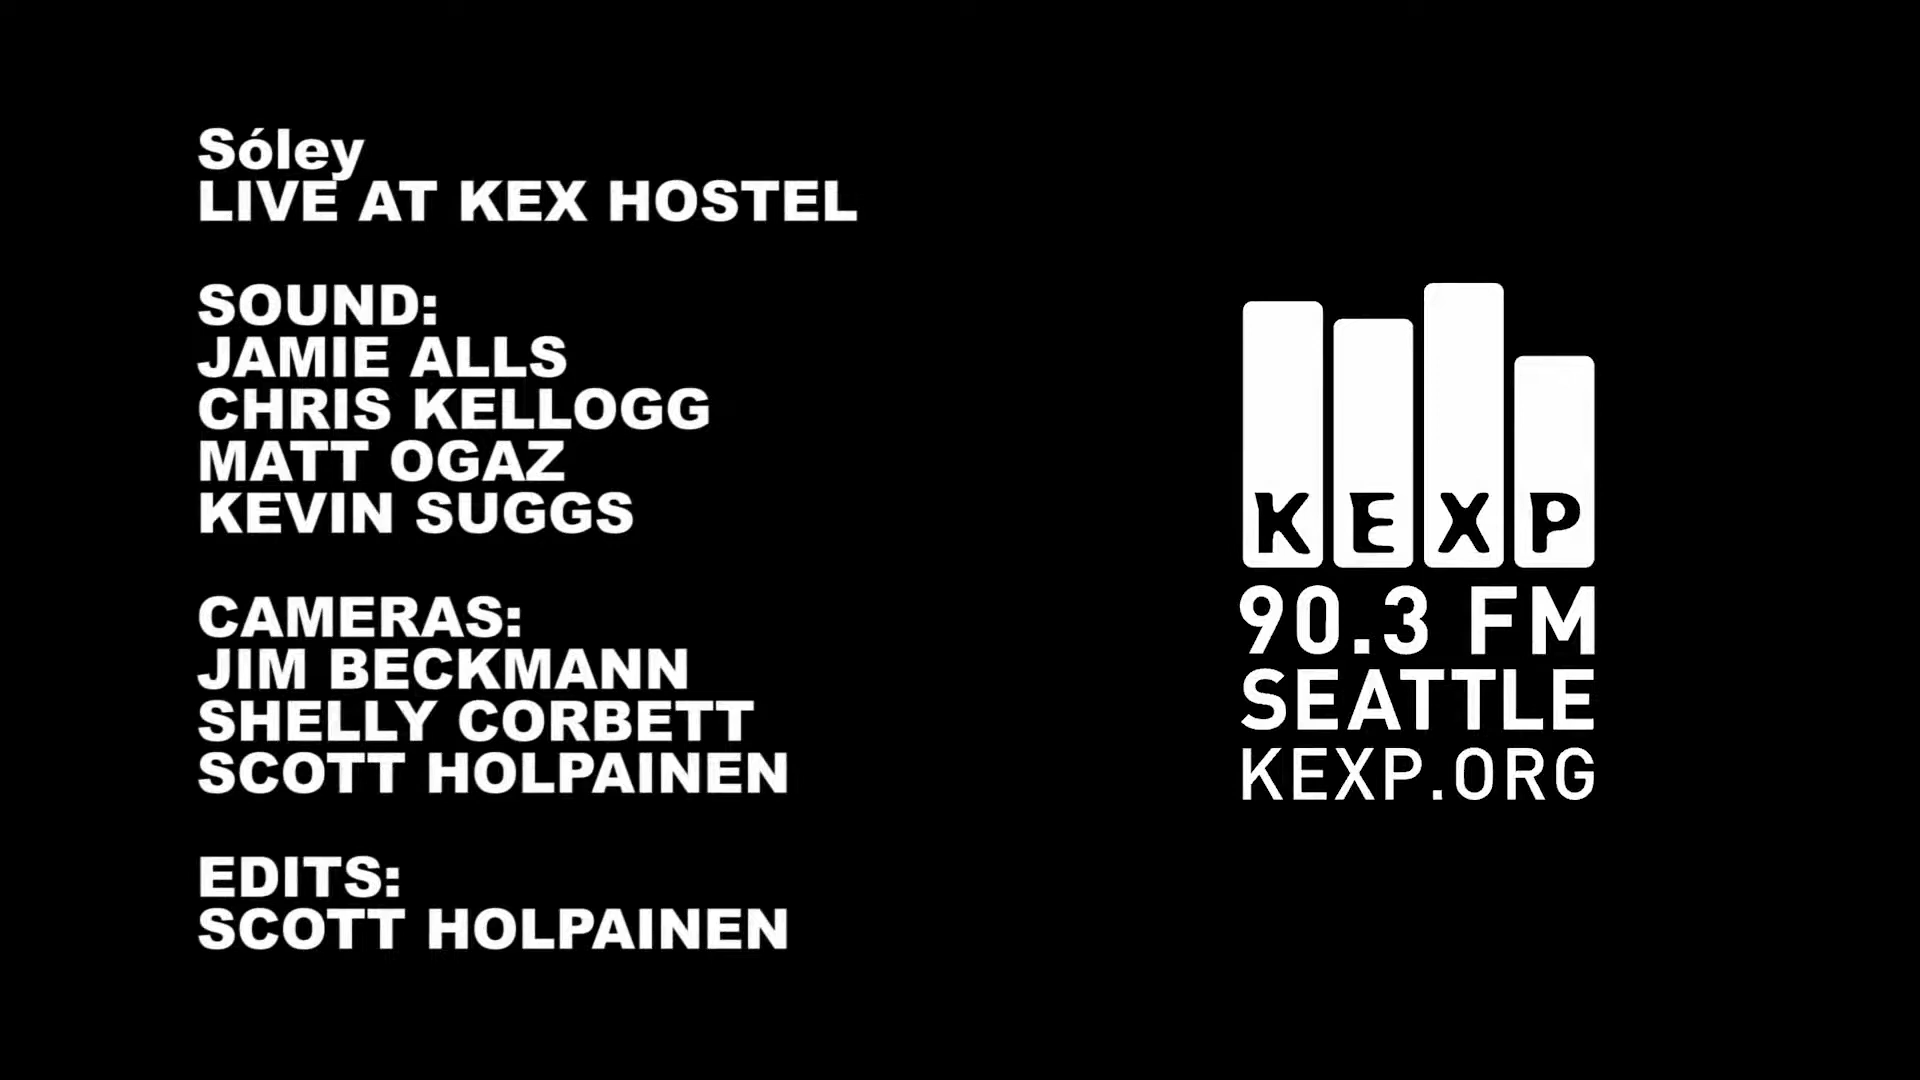 Sóley
LIVE AT KEX HOSTEL
SOUND:
JAMIE ALLS
CHRIS KELLOGG
MATT OGAZ
KEVIN SUGGS
CAMERAS:
JIM BECKMANN
SHELLY CORBETT
SCOTT HOLPAINEN
EDITS:
SCOTT HOLPAINEN
KEXP
90.3 FM
SEATTLE
KEXP.ORG